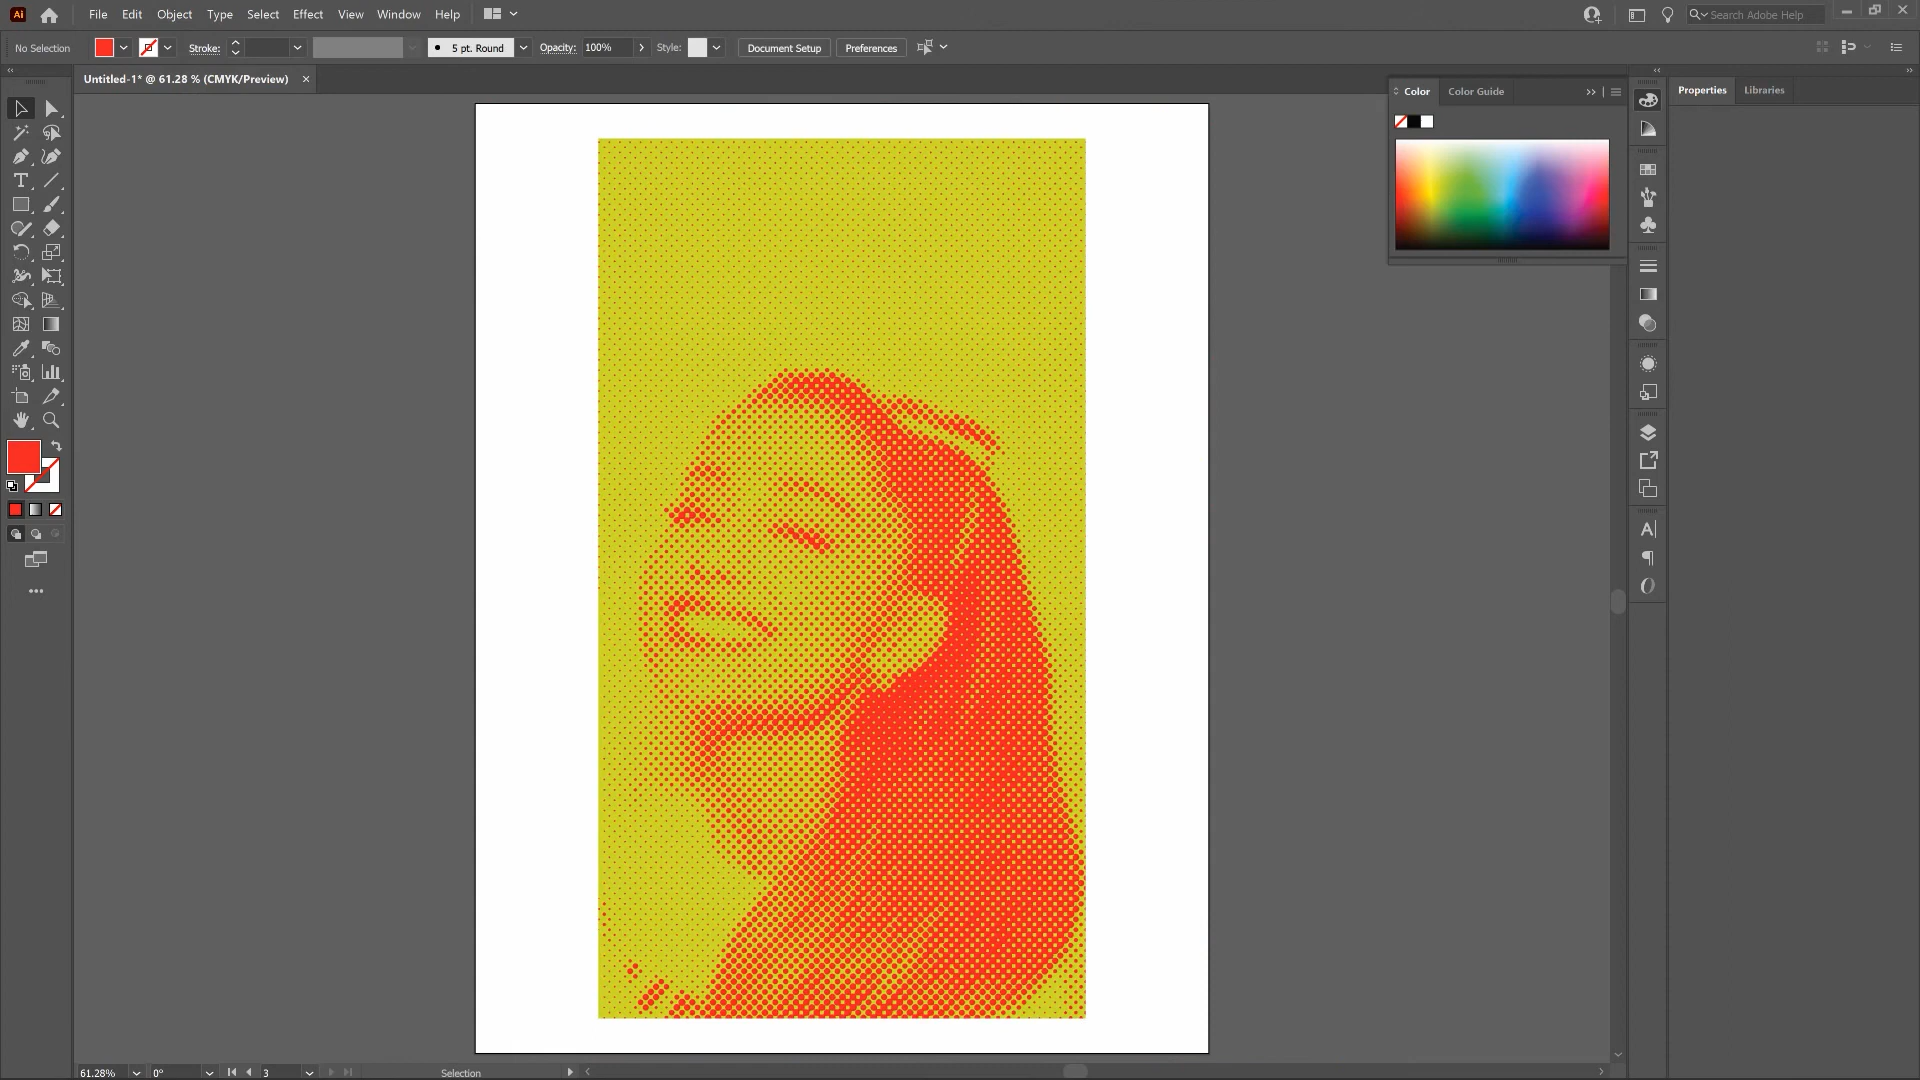 Ai File Edit Object Type Select Effect View Window Help Search Adobe Help
No Selection Stroke: 5 pt. Round Opacity: 100% Style: Document Setup Preferences
Untitled-1* @ 61.28 % (CMYK/Preview) ×
Color Color Guide
Properties Libraries
61.28% 0° 3 Selection